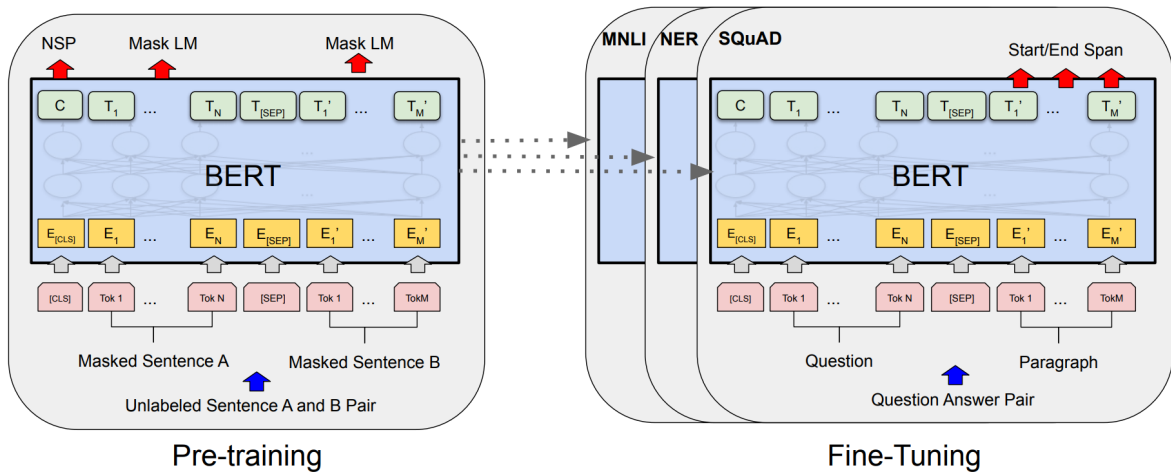 NSP Mask LM Mask LM
C T1 ... TN T[SEP] T1' ... TM'
...
BERT
...
E[CLS] E1 ... EN E[SEP] E1' ... EM'
[CLS] Tok 1 ... Tok N [SEP] Tok 1 ... TokM
Masked Sentence A Masked Sentence B
Unlabeled Sentence A and B Pair
Pre-training
MNLI NER SQuAD
Start/End Span
C T1 ... TN T[SEP] T1' ... TM'
...
BERT
...
E[CLS] E1 ... EN E[SEP] E1' ... EM'
[CLS] Tok 1 ... Tok N [SEP] Tok 1 ... TokM
Question Paragraph
Question Answer Pair
Fine-Tuning